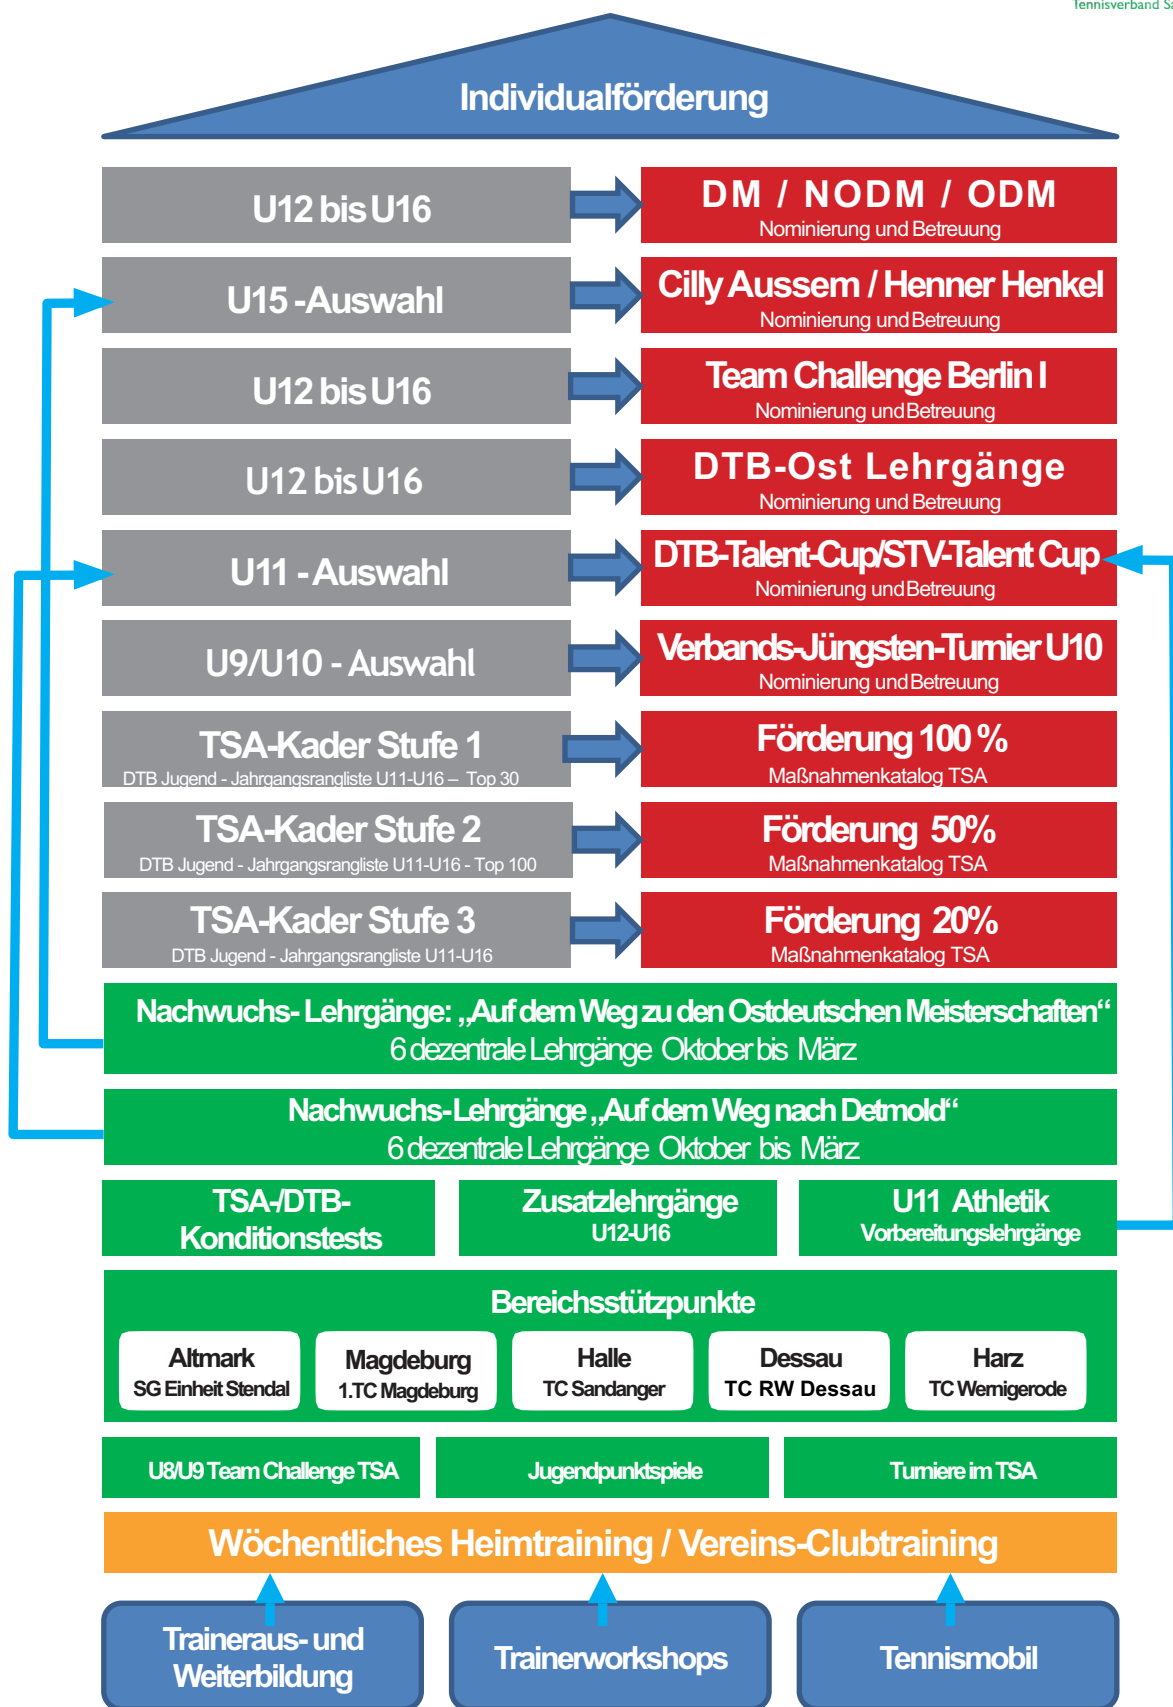 Tennisverband
Individualförderung
U12 bis U16
DM / NODM / ODM
Nominierung und Betreuung
U15 -Auswahl
Cilly Aussem / Henner Henkel
Nominierung und Betreuung
U12 bis U16
Team Challenge Berlin I
Nominierung und Betreuung
U12 bis U16
DTB-Ost Lehrgänge
Nominierung und Betreuung
U11 - Auswahl
DTB-Talent-Cup/STV-Talent Cup
Nominierung und Betreuung
U9/U10 - Auswahl
Verbands-Jüngsten-Turnier U10
Nominierung und Betreuung
TSA-Kader Stufe 1
DTB Jugend - Jahrgangsrangliste U11-U16 – Top 30
Förderung 100 %
Maßnahmenkatalog TSA
TSA-Kader Stufe 2
DTB Jugend - Jahrgangsrangliste U11-U16 - Top 100
Förderung 50%
Maßnahmenkatalog TSA
TSA-Kader Stufe 3
DTB Jugend - Jahrgangsrangliste U11-U16
Förderung 20%
Maßnahmenkatalog TSA
Nachwuchs- Lehrgänge: „Auf dem Weg zu den Ostdeutschen Meisterschaften“
6 dezentrale Lehrgänge Oktober bis März
Nachwuchs- Lehrgänge „Auf dem Weg nach Detmold“
6 dezentrale Lehrgänge Oktober bis März
TSA-/DTB-
Konditionstests
Zusatzlehrgänge
U12-U16
U11 Athletik
Vorbereitungslehrgänge
Bereichsstützpunkte
Altmark
SG Einheit Stendal
Magdeburg
1.TC Magdeburg
Halle
TC Sandanger
Dessau
TC RW Dessau
Harz
TC Wernigerode
U8/U9 Team Challenge TSA
Jugendpunktspiele
Turniere im TSA
Wöchentliches Heimtraining / Vereins-Clubtraining
Traineraus- und
Weiterbildung
Trainerworkshops
Tennismobil